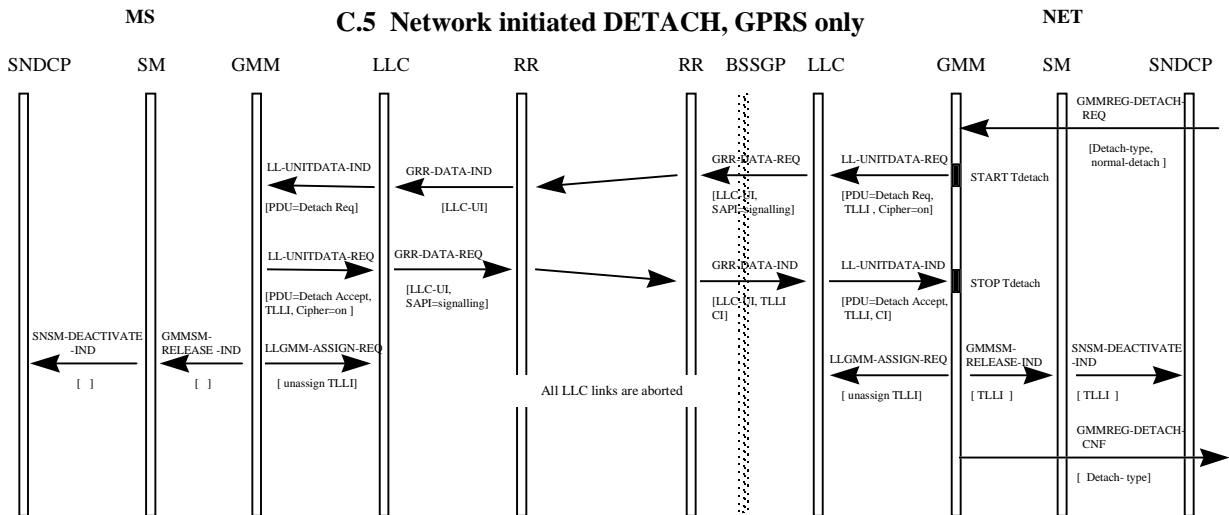 MS
C.5 Network initiated DETACH, GPRS only
NET
SNDCP SM GMM LLC RR RR BSSGP LLC GMM SM SNDCP
GMMREG-DETACH-
REQ
[Detach-type,
normal-detach ]
LL-UNITDATA-IND
GRR-DATA-IND
GRR-DATA-REQ
LL-UNITDATA-REQ
START Tdetach
[PDU=Detach Req]
[LLC-UI]
[LLC-UI,
SAPI=signalling]
[PDU=Detach Req,
TLLI , Cipher=on]
LL-UNITDATA-REQ
GRR-DATA-REQ
GRR-DATA-IND
LL-UNITDATA-IND
STOP Tdetach
[PDU=Detach Accept,
TLLI, Cipher=on ]
[LLC-UI,
SAPI=signalling]
[LLC-UI, TLLI
CI]
[PDU=Detach Accept,
TLLI, CI]
SNSM-DEACTIVATE
-IND
[ ]
GMMSM-
RELEASE -IND
[ ]
LLGMM-ASSIGN-REQ
[ unassign TLLI]
All LLC links are aborted
LLGMM-ASSIGN-REQ
[ unassign TLLI]
GMMSM-
RELEASE-IND
[ TLLI ]
SNSM-DEACTIVATE
-IND
[ TLLI ]
GMMREG-DETACH-
CNF
[ Detach- type]